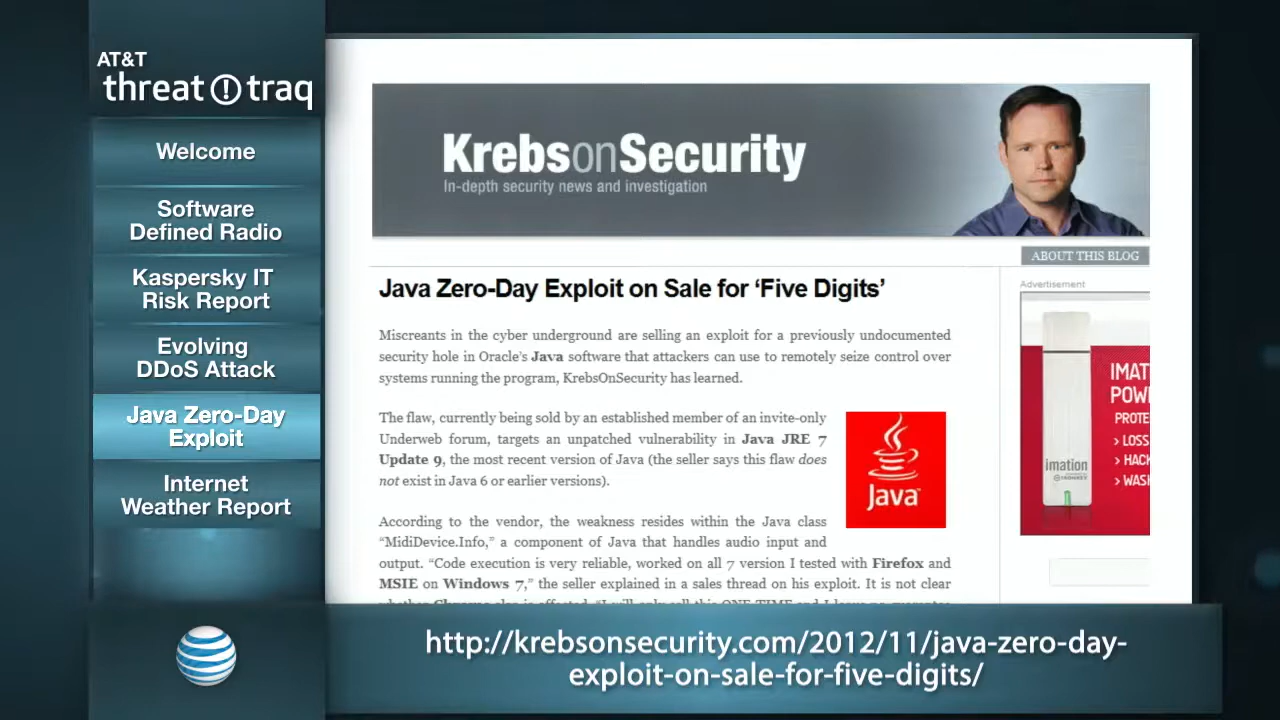 AT&T
threat traq
Welcome
Software
Defined Radio
Kaspersky IT
Risk Report
Evolving
DDoS Attack
Java Zero-Day
Exploit
Internet
Weather Report
KrebsonSecurity
In-depth security news and investigation
ABOUT THIS BLOG
Java Zero-Day Exploit on Sale for ‘Five Digits’
Miscreants in the cyber underground are selling an exploit for a previously undocumented
security hole in Oracle’s Java software that attackers can use to remotely seize control over
systems running the program, KrebsOnSecurity has learned.
The flaw, currently being sold by an established member of an invite-only
Underweb forum, targets an unpatched vulnerability in Java JRE 7
Update 9, the most recent version of Java (the seller says this flaw does
not exist in Java 6 or earlier versions).
Java
According to the vendor, the weakness resides within the Java class
“MidiDevice.Info,” a component of Java that handles audio input and
output. “Code execution is very reliable, worked on all 7 version I tested with Firefox and
MSIE on Windows 7,” the seller explained in a sales thread on his exploit. It is not clear
Advertisement
IMAT
POW
PROTE
> LOSS
> HACK
> WASH
imation
http://krebsonsecurity.com/2012/11/java-zero-day-
exploit-on-sale-for-five-digits/